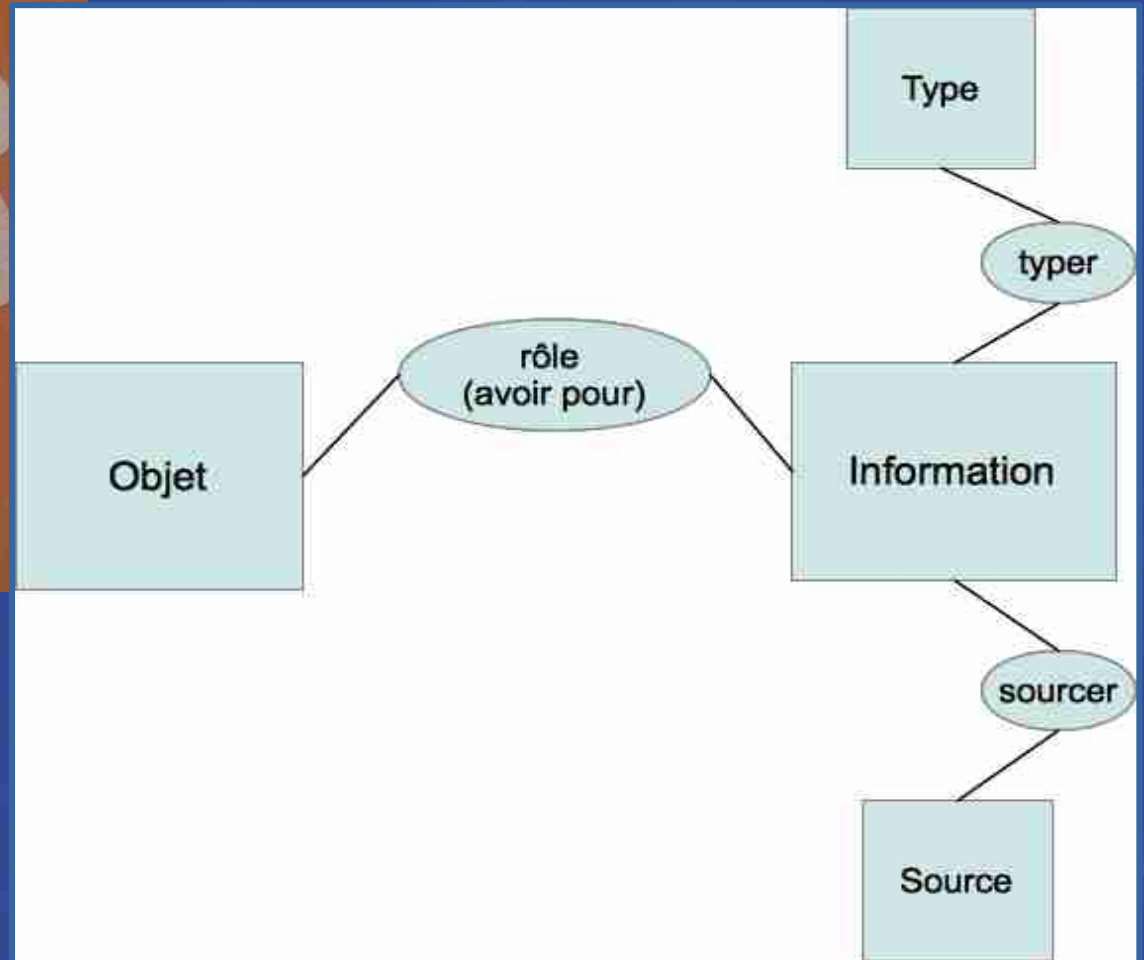 Type
typer
rôle
(avoir pour)
Objet
Information
sourcer
Source